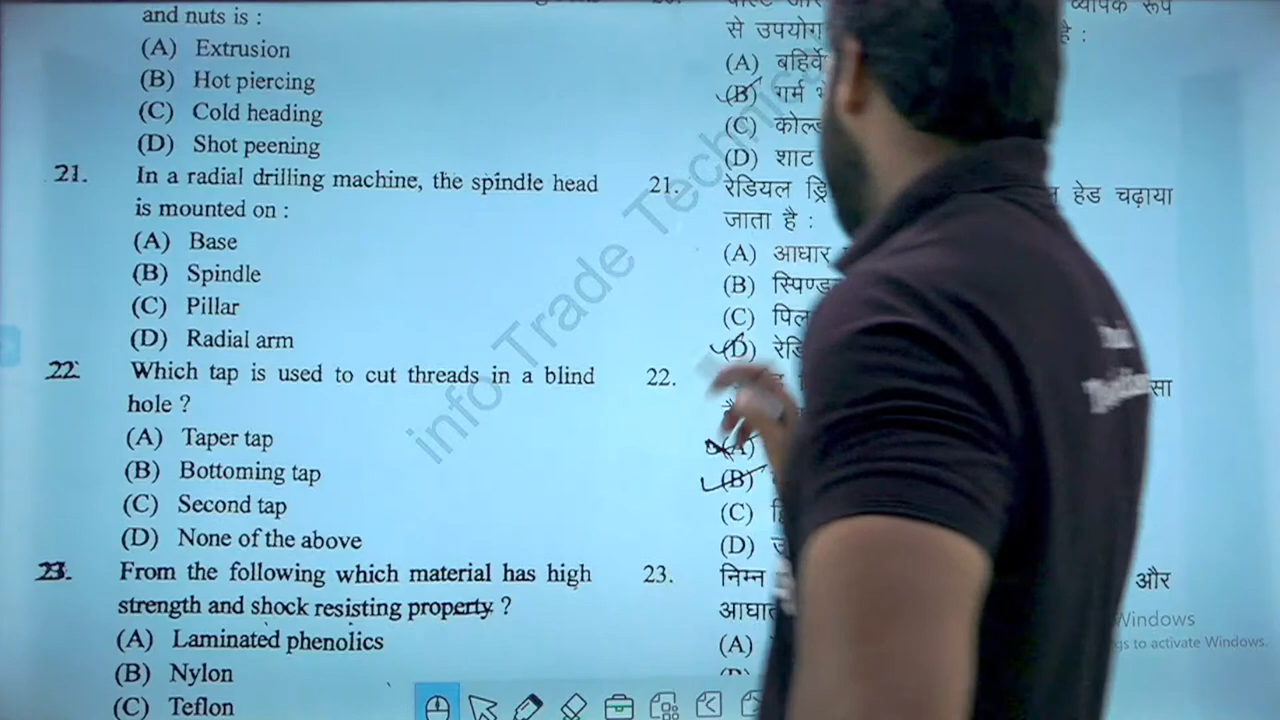 and nuts is :
(A) Extrusion
(B) Hot piercing
(C) Cold heading
(D) Shot peening
21. In a radial drilling machine, the spindle head
is mounted on :
(A) Base
(B) Spindle
(C) Pillar
(D) Radial arm
22. Which tap is used to cut threads in a blind
hole ?
(A) Taper tap
(B) Bottoming tap
(C) Second tap
(D) None of the above
23. From the following which material has high
strength and shock resisting property ?
(A) Laminated phenolics
(B) Nylon
(C) Teflon
व्यापक रूप
से उपयोग है :
(A)
(B) गर्म
(C)
(D) शाट
21. रेडियल हेड चढ़ाया
जाता है :
(A) आधार
(B)
(C)
(D)
22. सा
(A)
(B)
(C)
(D)
23. निम्न और
(A)
info Trade
Windows
to activate Windows.